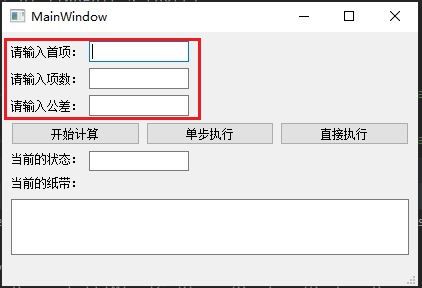 MainWindow
请输入首项:
请输入项数:
请输入公差:
开始计算 单步执行 直接执行
当前的状态:
当前的纸带: